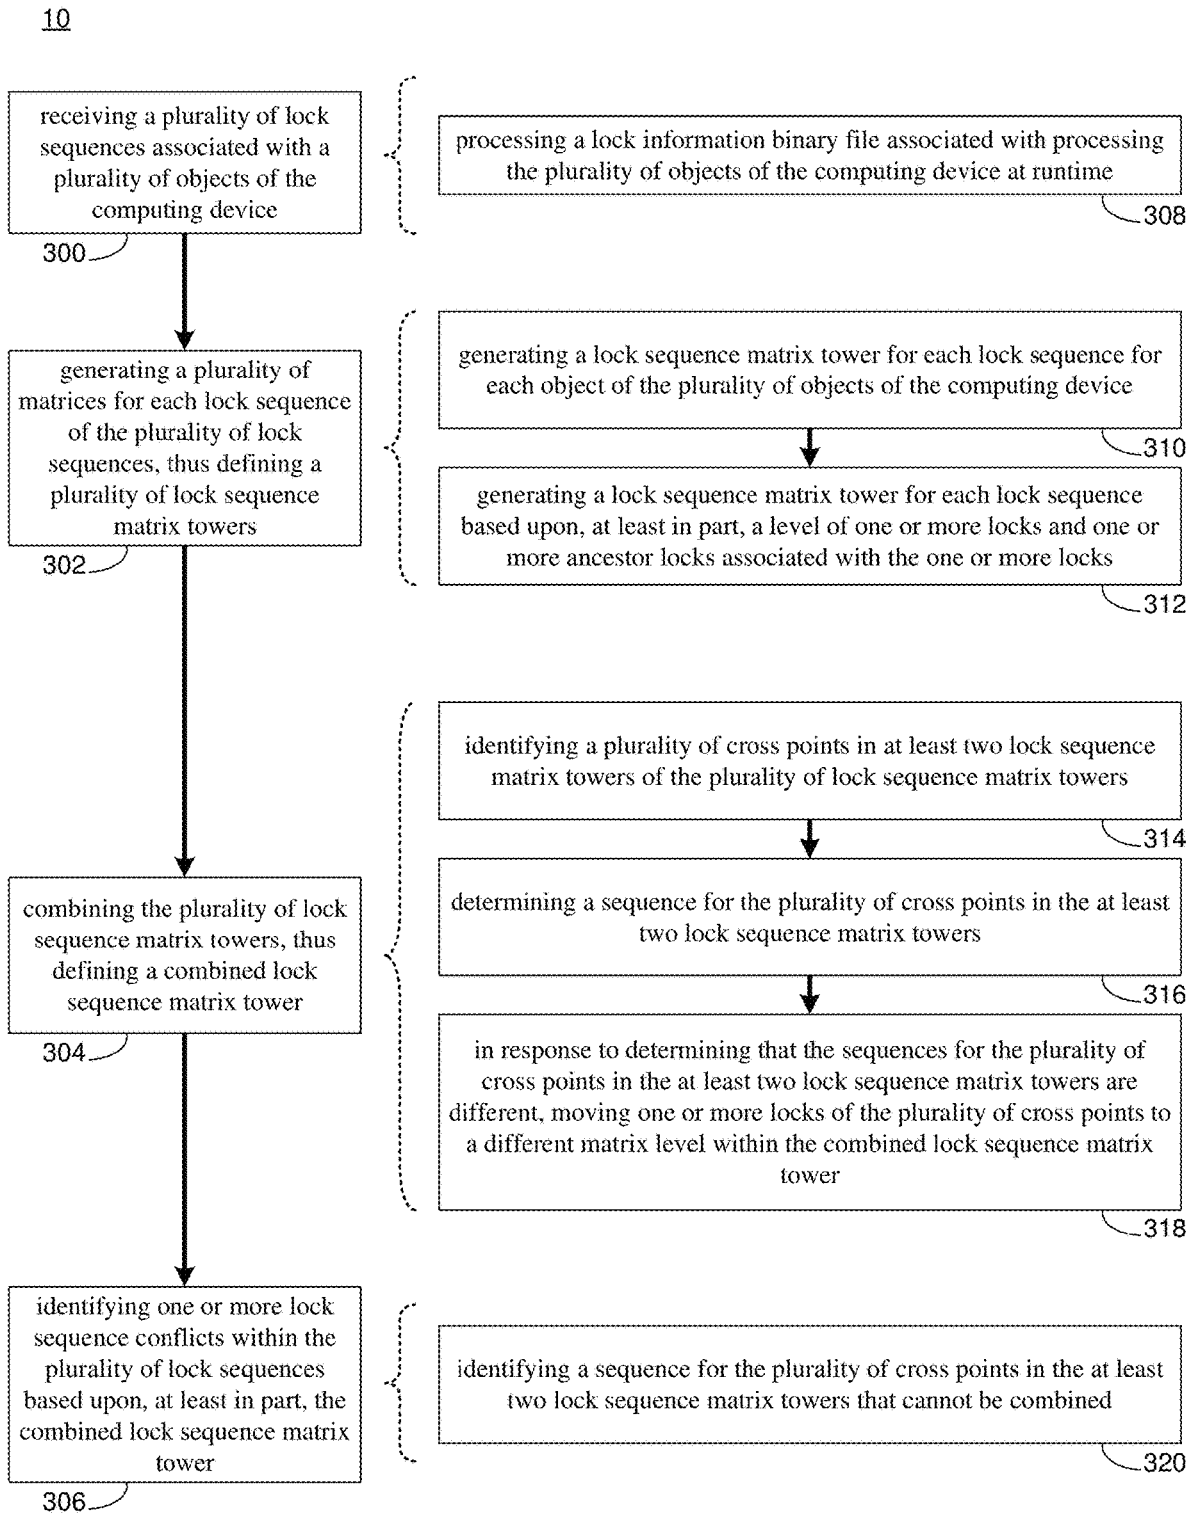 10
receiving a plurality of lock
sequences associated with a
plurality of objects of the
computing device
300
processing a lock information binary file associated with processing
the plurality of objects of the computing device at runtime
308
generating a plurality of
matrices for each lock sequence
of the plurality of lock
sequences, thus defining a
plurality of lock sequence
matrix towers
302
generating a lock sequence matrix tower for each lock sequence for
each object of the plurality of objects of the computing device
310
generating a lock sequence matrix tower for each lock sequence
based upon, at least in part, a level of one or more locks and one or
more ancestor locks associated with the one or more locks
312
combining the plurality of lock
sequence matrix towers, thus
defining a combined lock
sequence matrix tower
304
identifying a plurality of cross points in at least two lock sequence
matrix towers of the plurality of lock sequence matrix towers
314
determining a sequence for the plurality of cross points in the at least
two lock sequence matrix towers
316
in response to determining that the sequences for the plurality of
cross points in the at least two lock sequence matrix towers are
different, moving one or more locks of the plurality of cross points to
a different matrix level within the combined lock sequence matrix
tower
318
identifying one or more lock
sequence conflicts within the
plurality of lock sequences
based upon, at least in part, the
combined lock sequence matrix
tower
306
identifying a sequence for the plurality of cross points in the at least
two lock sequence matrix towers that cannot be combined
320